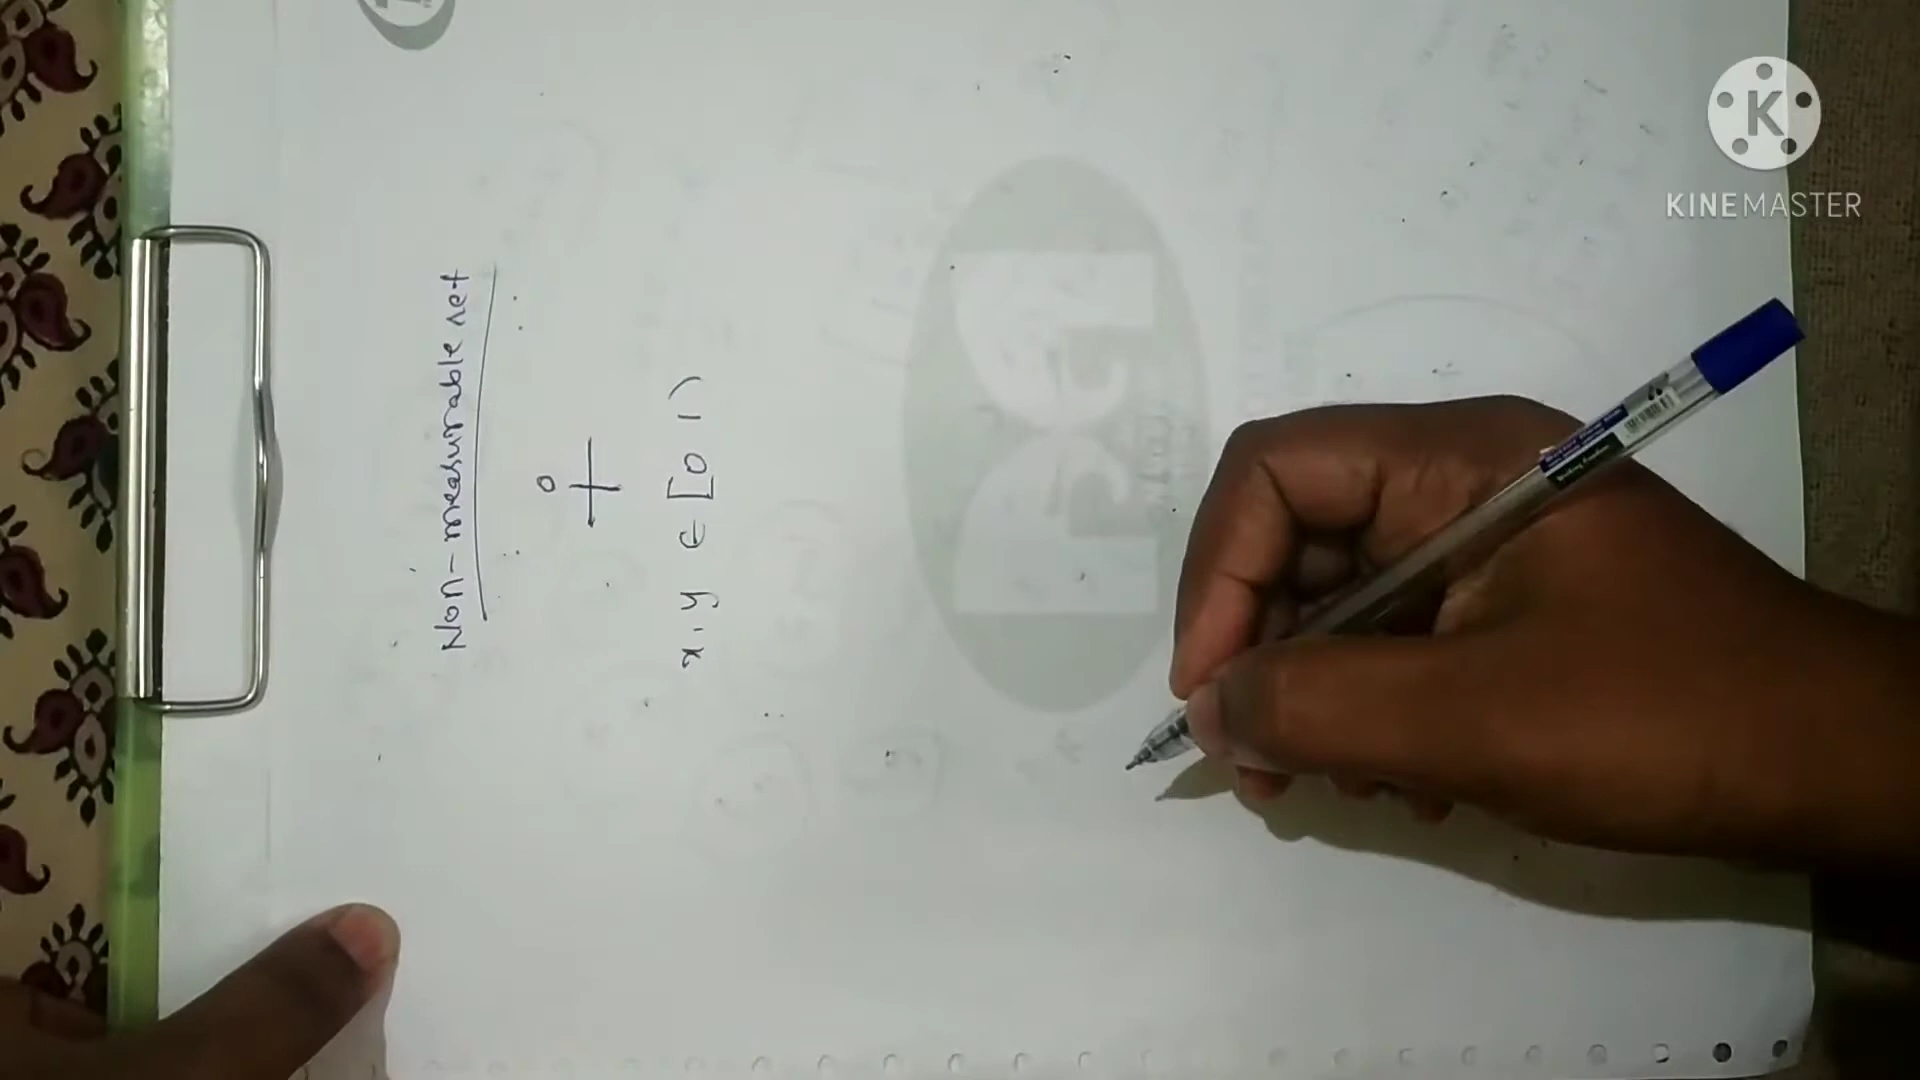 Non-measurable set
+°
x, y ∈ [0 1)
K
KINEMASTER